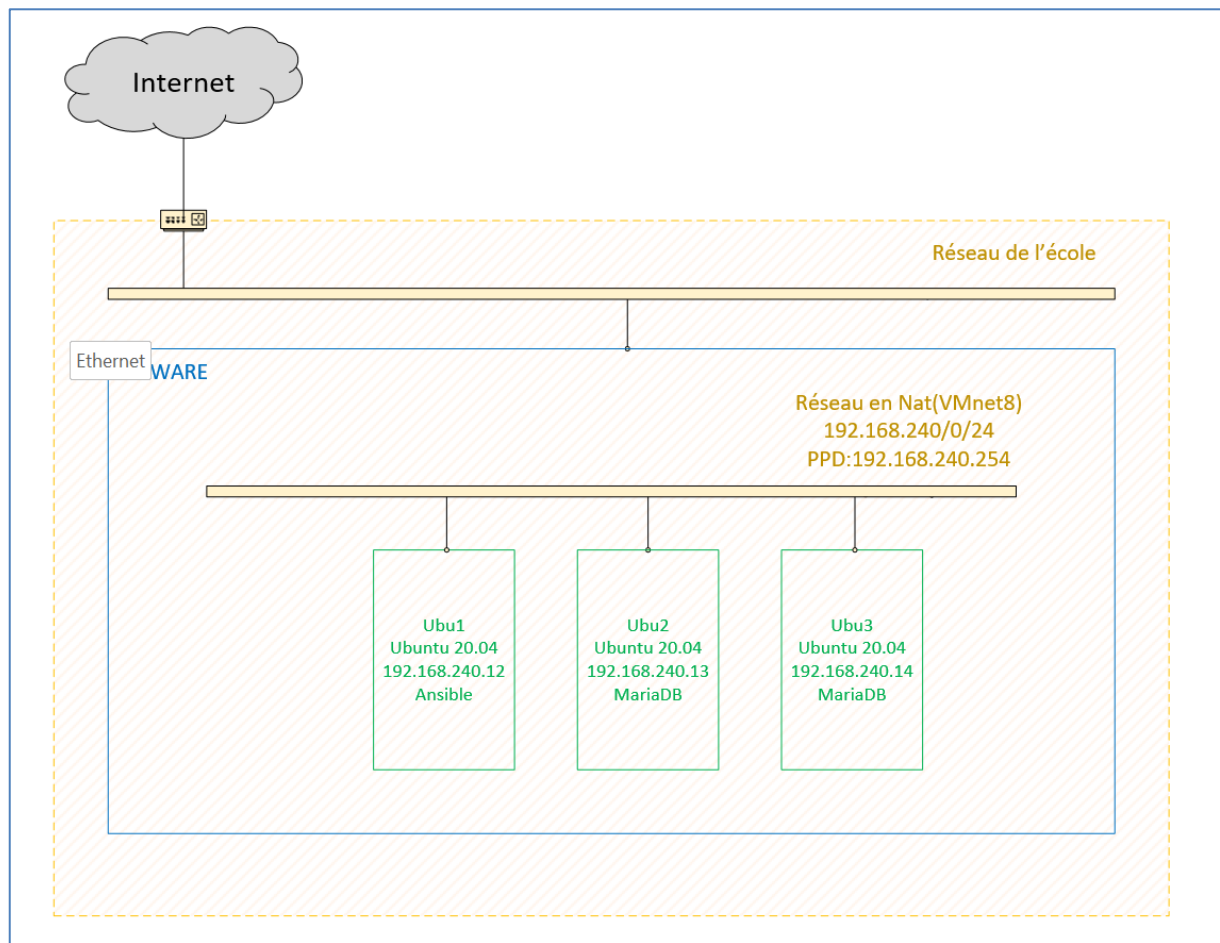 Internet
Réseau de l'école
Ethernet
WARE
Réseau en Nat(VMnet8)
192.168.240/0/24
PPD:192.168.240.254
Ubu1
Ubuntu 20.04
192.168.240.12
Ansible
Ubu2
Ubuntu 20.04
192.168.240.13
MariaDB
Ubu3
Ubuntu 20.04
192.168.240.14
MariaDB